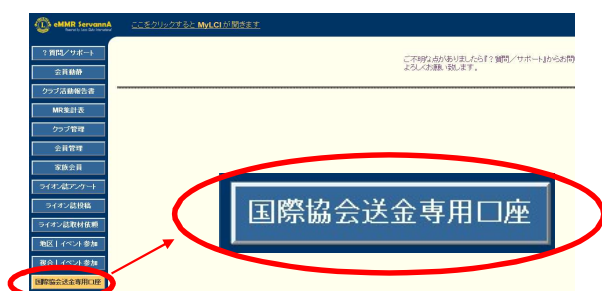 eMMR ServannA
ここをクリックすると MyLCI が開きます
? 質問／サポート
会員動静
クラブ活動報告書
MR集計表
クラブ管理
会員管理
家族会員
ライオン誌アンケート
ライオン誌投稿
ライオン誌取材依頼
地区 | イベント参加
複合 | イベント参加
国際協会送金専用口座
ご不明な点がありましたら『? 質問／サポート』からお問
よろしくお願い致します。
国際協会送金専用口座